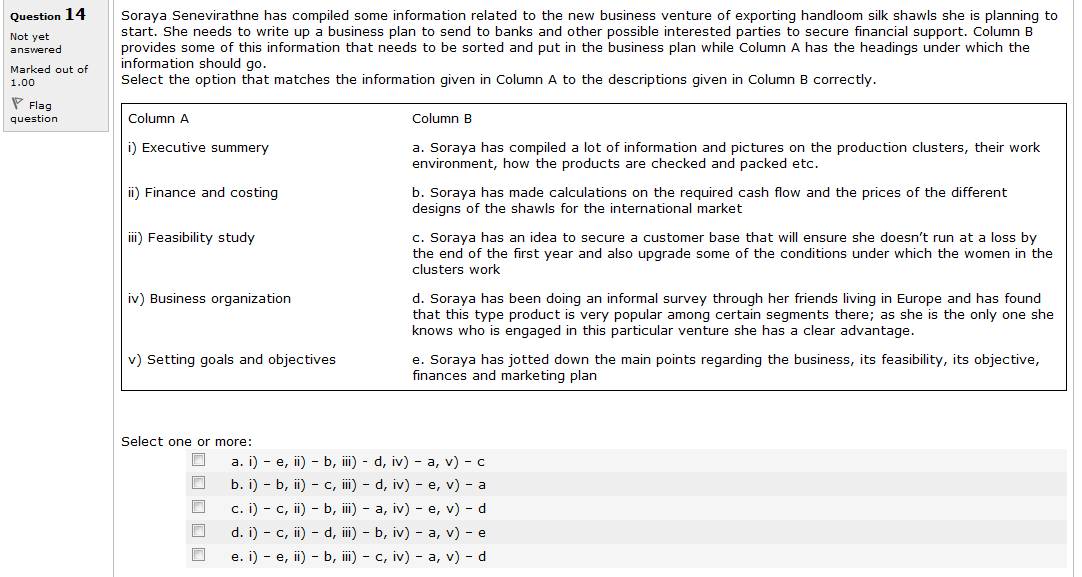 Question 14
Not yet
answered
Marked out of
1.00
Flag
question
Soraya Senevirathne has compiled some information related to the new business venture of exporting handloom silk shawls she is planning to
start. She needs to write up a business plan to send to banks and other possible interested parties to secure financial support. Column B
provides some of this information that needs to be sorted and put in the business plan while Column A has the headings under which the
information should go.
Select the option that matches the information given in Column A to the descriptions given in Column B correctly.
Column A
Column B
i) Executive summery
a. Soraya has compiled a lot of information and pictures on the production clusters, their work
environment, how the products are checked and packed etc.
ii) Finance and costing
b. Soraya has made calculations on the required cash flow and the prices of the different
designs of the shawls for the international market
iii) Feasibility study
c. Soraya has an idea to secure a customer base that will ensure she doesn't run at a loss by
the end of the first year and also upgrade some of the conditions under which the women in the
clusters work
iv) Business organization
d. Soraya has been doing an informal survey through her friends living in Europe and has found
that this type product is very popular among certain segments there; as she is the only one she
knows who is engaged in this particular venture she has a clear advantage.
v) Setting goals and objectives
e. Soraya has jotted down the main points regarding the business, its feasibility, its objective,
finances and marketing plan
Select one or more:
a. i) – e, ii) – b, iii) - d, iv) – a, v) – c
b. i) – b, ii) – c, iii) – d, iv) – e, v) – a
c. i) – c, ii) – b, iii) – a, iv) – e, v) – d
d. i) – c, ii) – d, iii) – b, iv) – a, v) – e
e. i) – e, ii) – b, iii) – c, iv) – a, v) – d